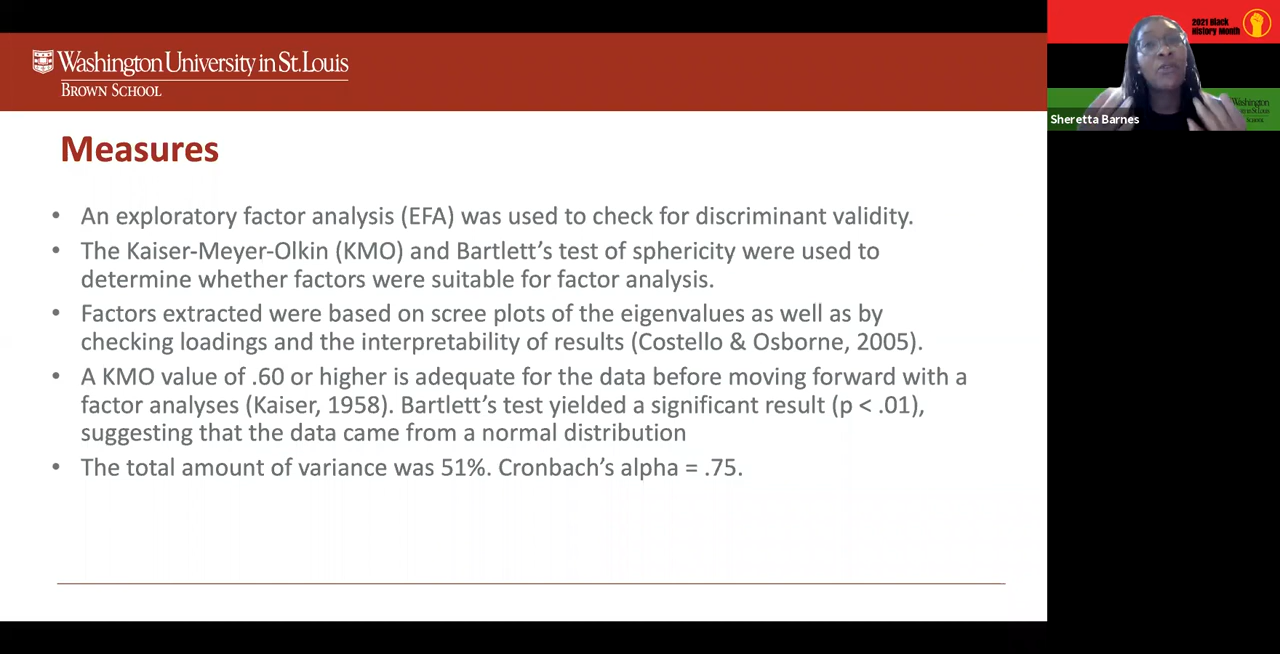 Washington University in St. Louis
BROWN SCHOOL
Measures
• An exploratory factor analysis (EFA) was used to check for discriminant validity.
• The Kaiser-Meyer-Olkin (KMO) and Bartlett’s test of sphericity were used to
determine whether factors were suitable for factor analysis.
• Factors extracted were based on scree plots of the eigenvalues as well as by
checking loadings and the interpretability of results (Costello & Osborne, 2005).
• A KMO value of .60 or higher is adequate for the data before moving forward with a
factor analyses (Kaiser, 1958). Bartlett’s test yielded a significant result (p < .01),
suggesting that the data came from a normal distribution
• The total amount of variance was 51%. Cronbach’s alpha = .75.
2021 Black
History Month
Washington
Sheretta Barnes